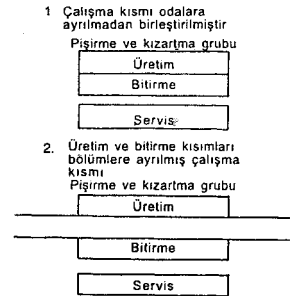 1 Çalışma kısmı odalara
ayrılmadan birleştirilmiştir
Pişirme ve kızartma grubu
Üretim
Bitirme
Servis
2. Üretim ve bitirme kısımları
bölümlere ayrılmış çalışma
kısmı
Pişirme ve kızartma grubu
Üretim
Bitirme
Servis